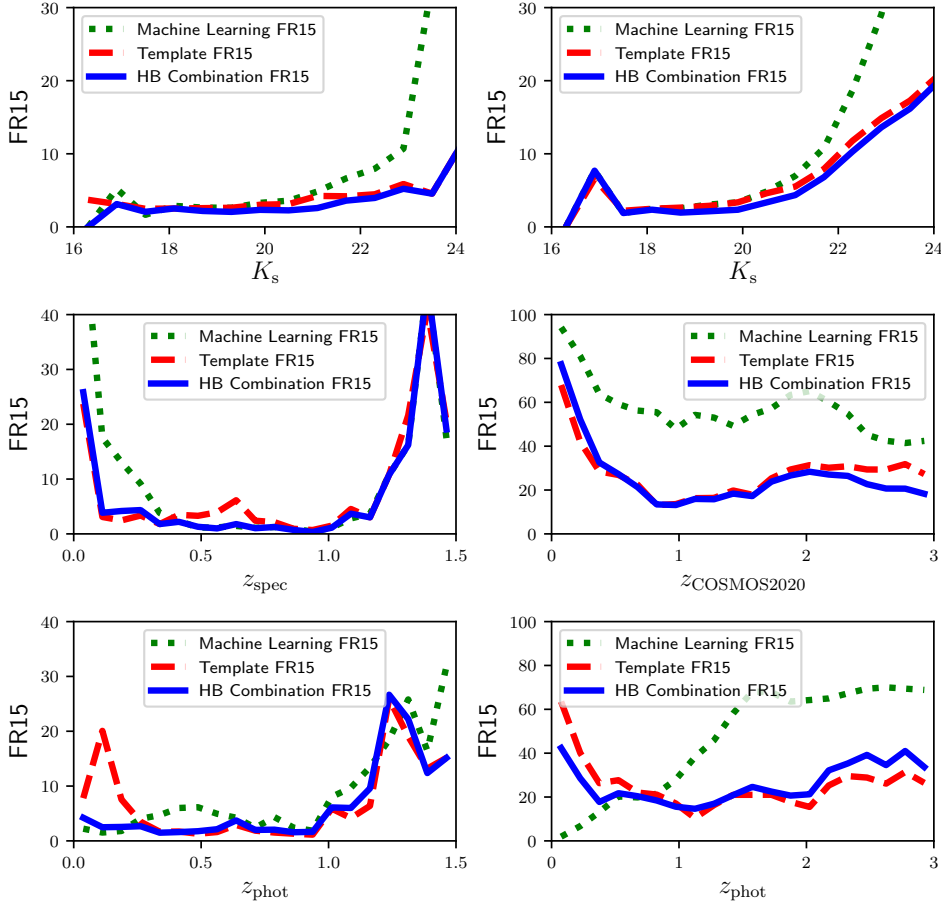 30
20
10
0
FR15
Machine Learning FR15
Template FR15
HB Combination FR15
16 18 20 22 24
K_s
30
20
10
0
FR15
Machine Learning FR15
Template FR15
HB Combination FR15
16 18 20 22 24
K_s
40
30
20
10
0
FR15
Machine Learning FR15
Template FR15
HB Combination FR15
0.0 0.5 1.0 1.5
z_spec
100
80
60
40
20
0
FR15
Machine Learning FR15
Template FR15
HB Combination FR15
0 1 2 3
z_COSMOS2020
40
30
20
10
0
FR15
Machine Learning FR15
Template FR15
HB Combination FR15
0.0 0.5 1.0 1.5
z_phot
100
80
60
40
20
0
FR15
Machine Learning FR15
Template FR15
HB Combination FR15
0 1 2 3
z_phot